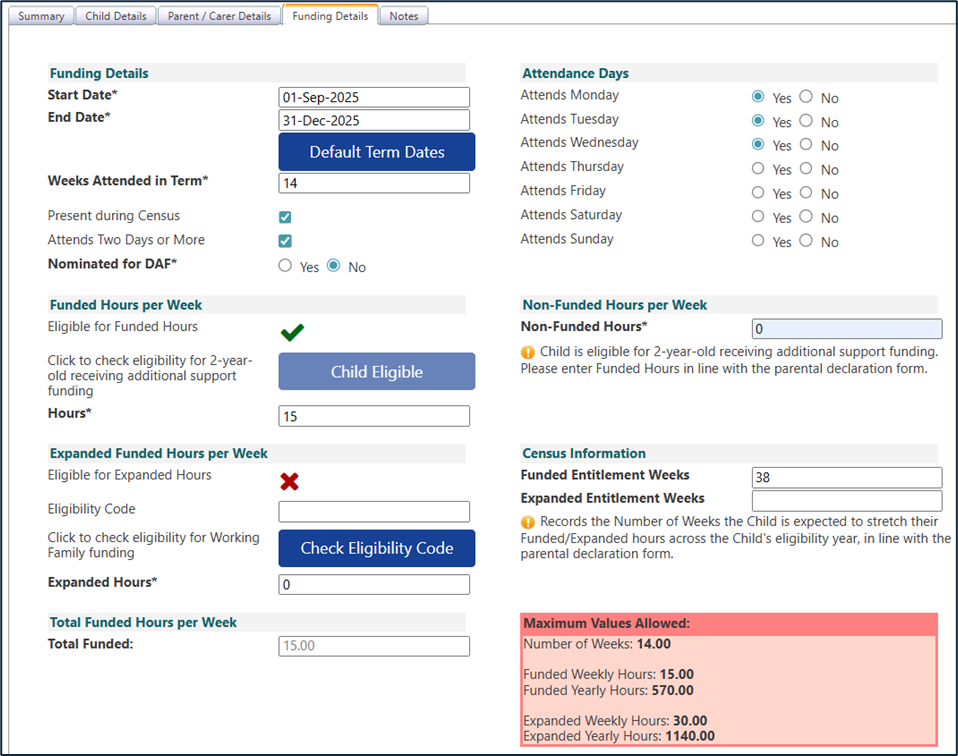 Summary
Child Details
Parent / Carer Details
Funding Details
Notes
Funding Details
Start Date*
01-Sep-2025
End Date*
31-Dec-2025
Default Term Dates
Weeks Attended in Term*
14
Present during Census
Attends Two Days or More
Nominated for DAF*
Yes No
Attendance Days
Attends Monday
Yes No
Attends Tuesday
Yes No
Attends Wednesday
Yes No
Attends Thursday
Yes No
Attends Friday
Yes No
Attends Saturday
Yes No
Attends Sunday
Yes No
Funded Hours per Week
Eligible for Funded Hours
Click to check eligibility for 2-year-
old receiving additional support
funding
Child Eligible
Hours*
15
Non-Funded Hours per Week
Non-Funded Hours*
0
Child is eligible for 2-year-old receiving additional support funding.
Please enter Funded Hours in line with the parental declaration form.
Expanded Funded Hours per Week
Eligible for Expanded Hours
Eligibility Code
Click to check eligibility for Working
Family funding
Check Eligibility Code
Expanded Hours*
0
Census Information
Funded Entitlement Weeks
38
Expanded Entitlement Weeks
Records the Number of Weeks the Child is expected to stretch their
Funded/Expanded hours across the Child's eligibility year, in line with the
parental declaration form.
Total Funded Hours per Week
Total Funded:
15.00
Maximum Values Allowed:
Number of Weeks: 14.00
Funded Weekly Hours: 15.00
Funded Yearly Hours: 570.00
Expanded Weekly Hours: 30.00
Expanded Yearly Hours: 1140.00